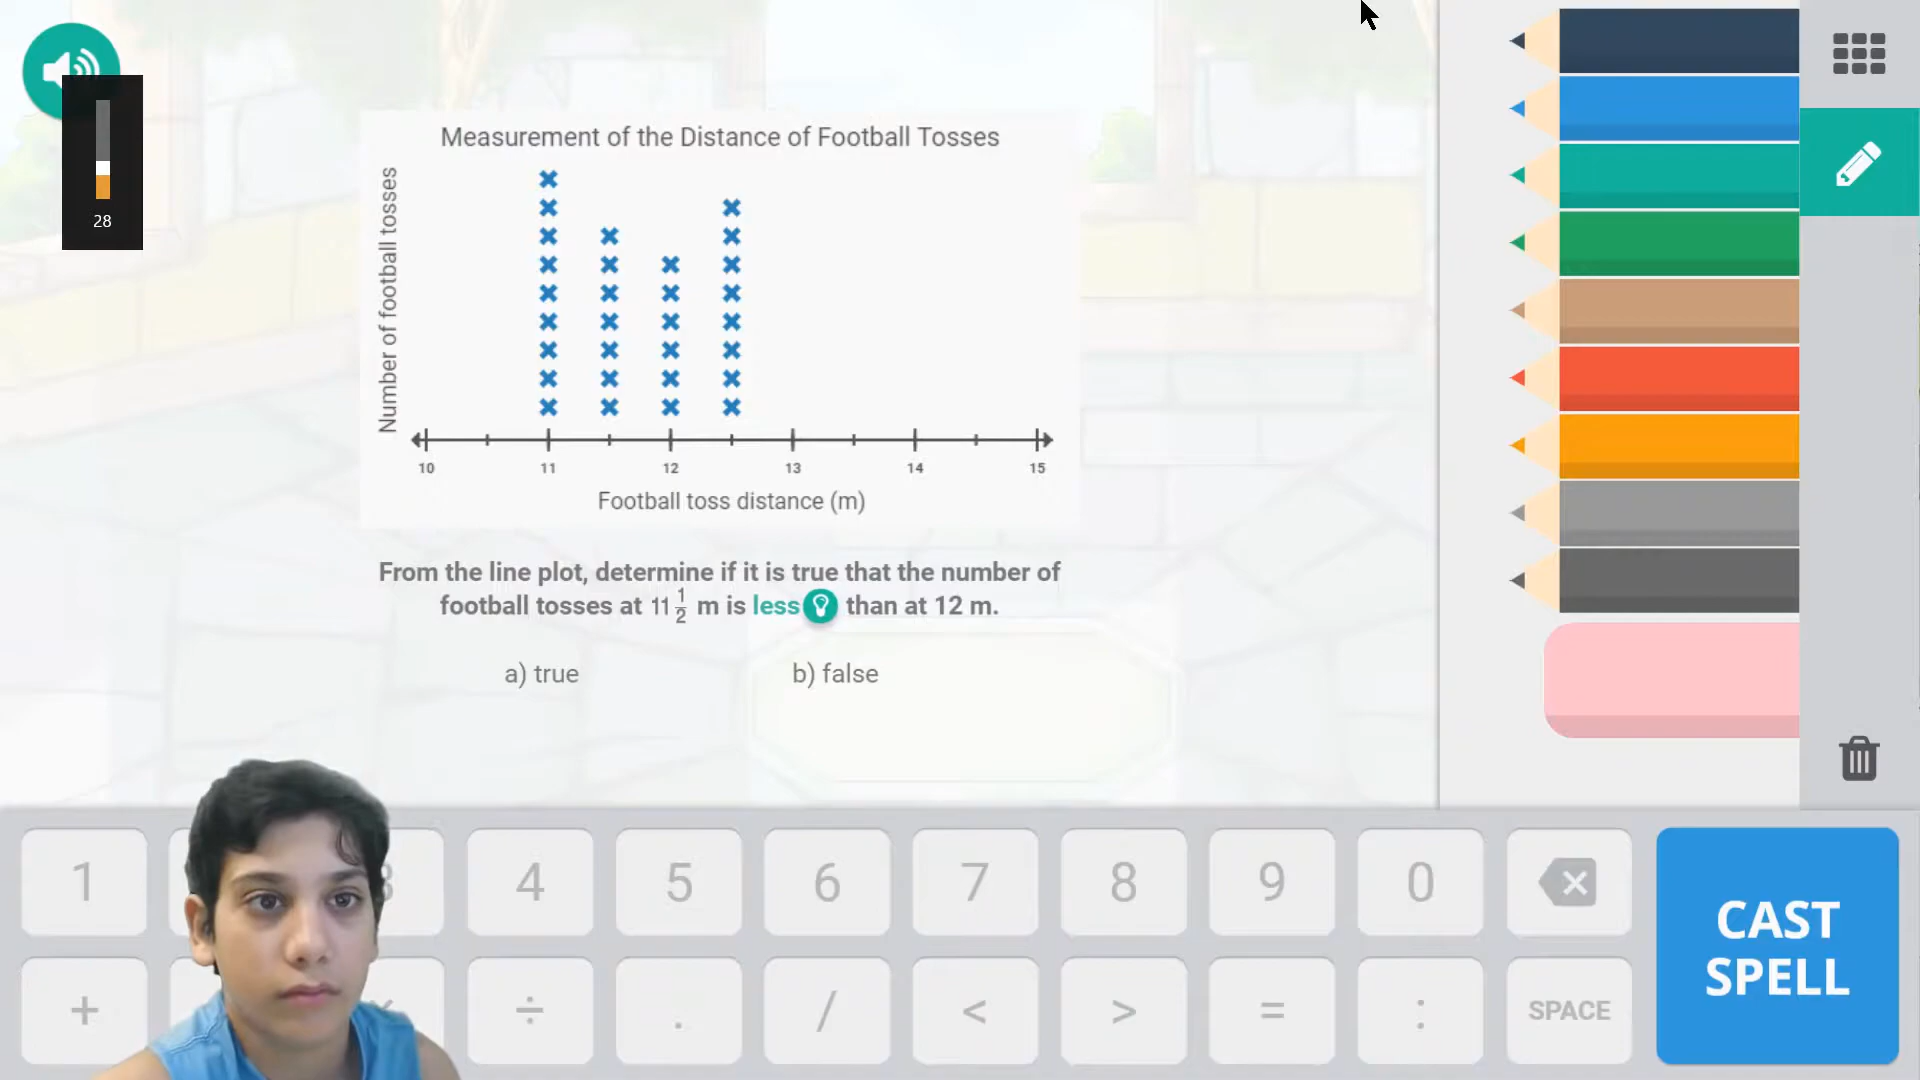 28
Measurement of the Distance of Football Tosses
Number of football tosses
10 11 12 13 14 15
Football toss distance (m)
From the line plot, determine if it is true that the number of
football tosses at 11 1/2 m is less than at 12 m.
a) true b) false
1 3 4 5 6 7 8 9 0
CAST
SPELL
+ ÷ . / < > = : SPACE